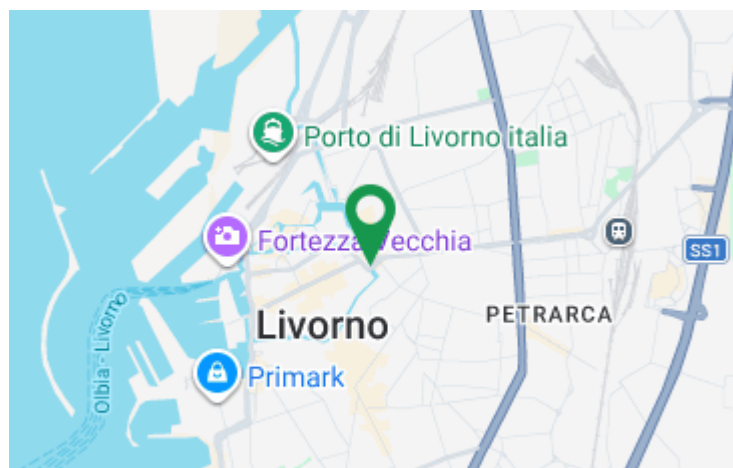 Porto di Livorno italia
Fortezza Vecchia
SS1
Olbia - Livorno
Livorno
PETRARCA
Primark